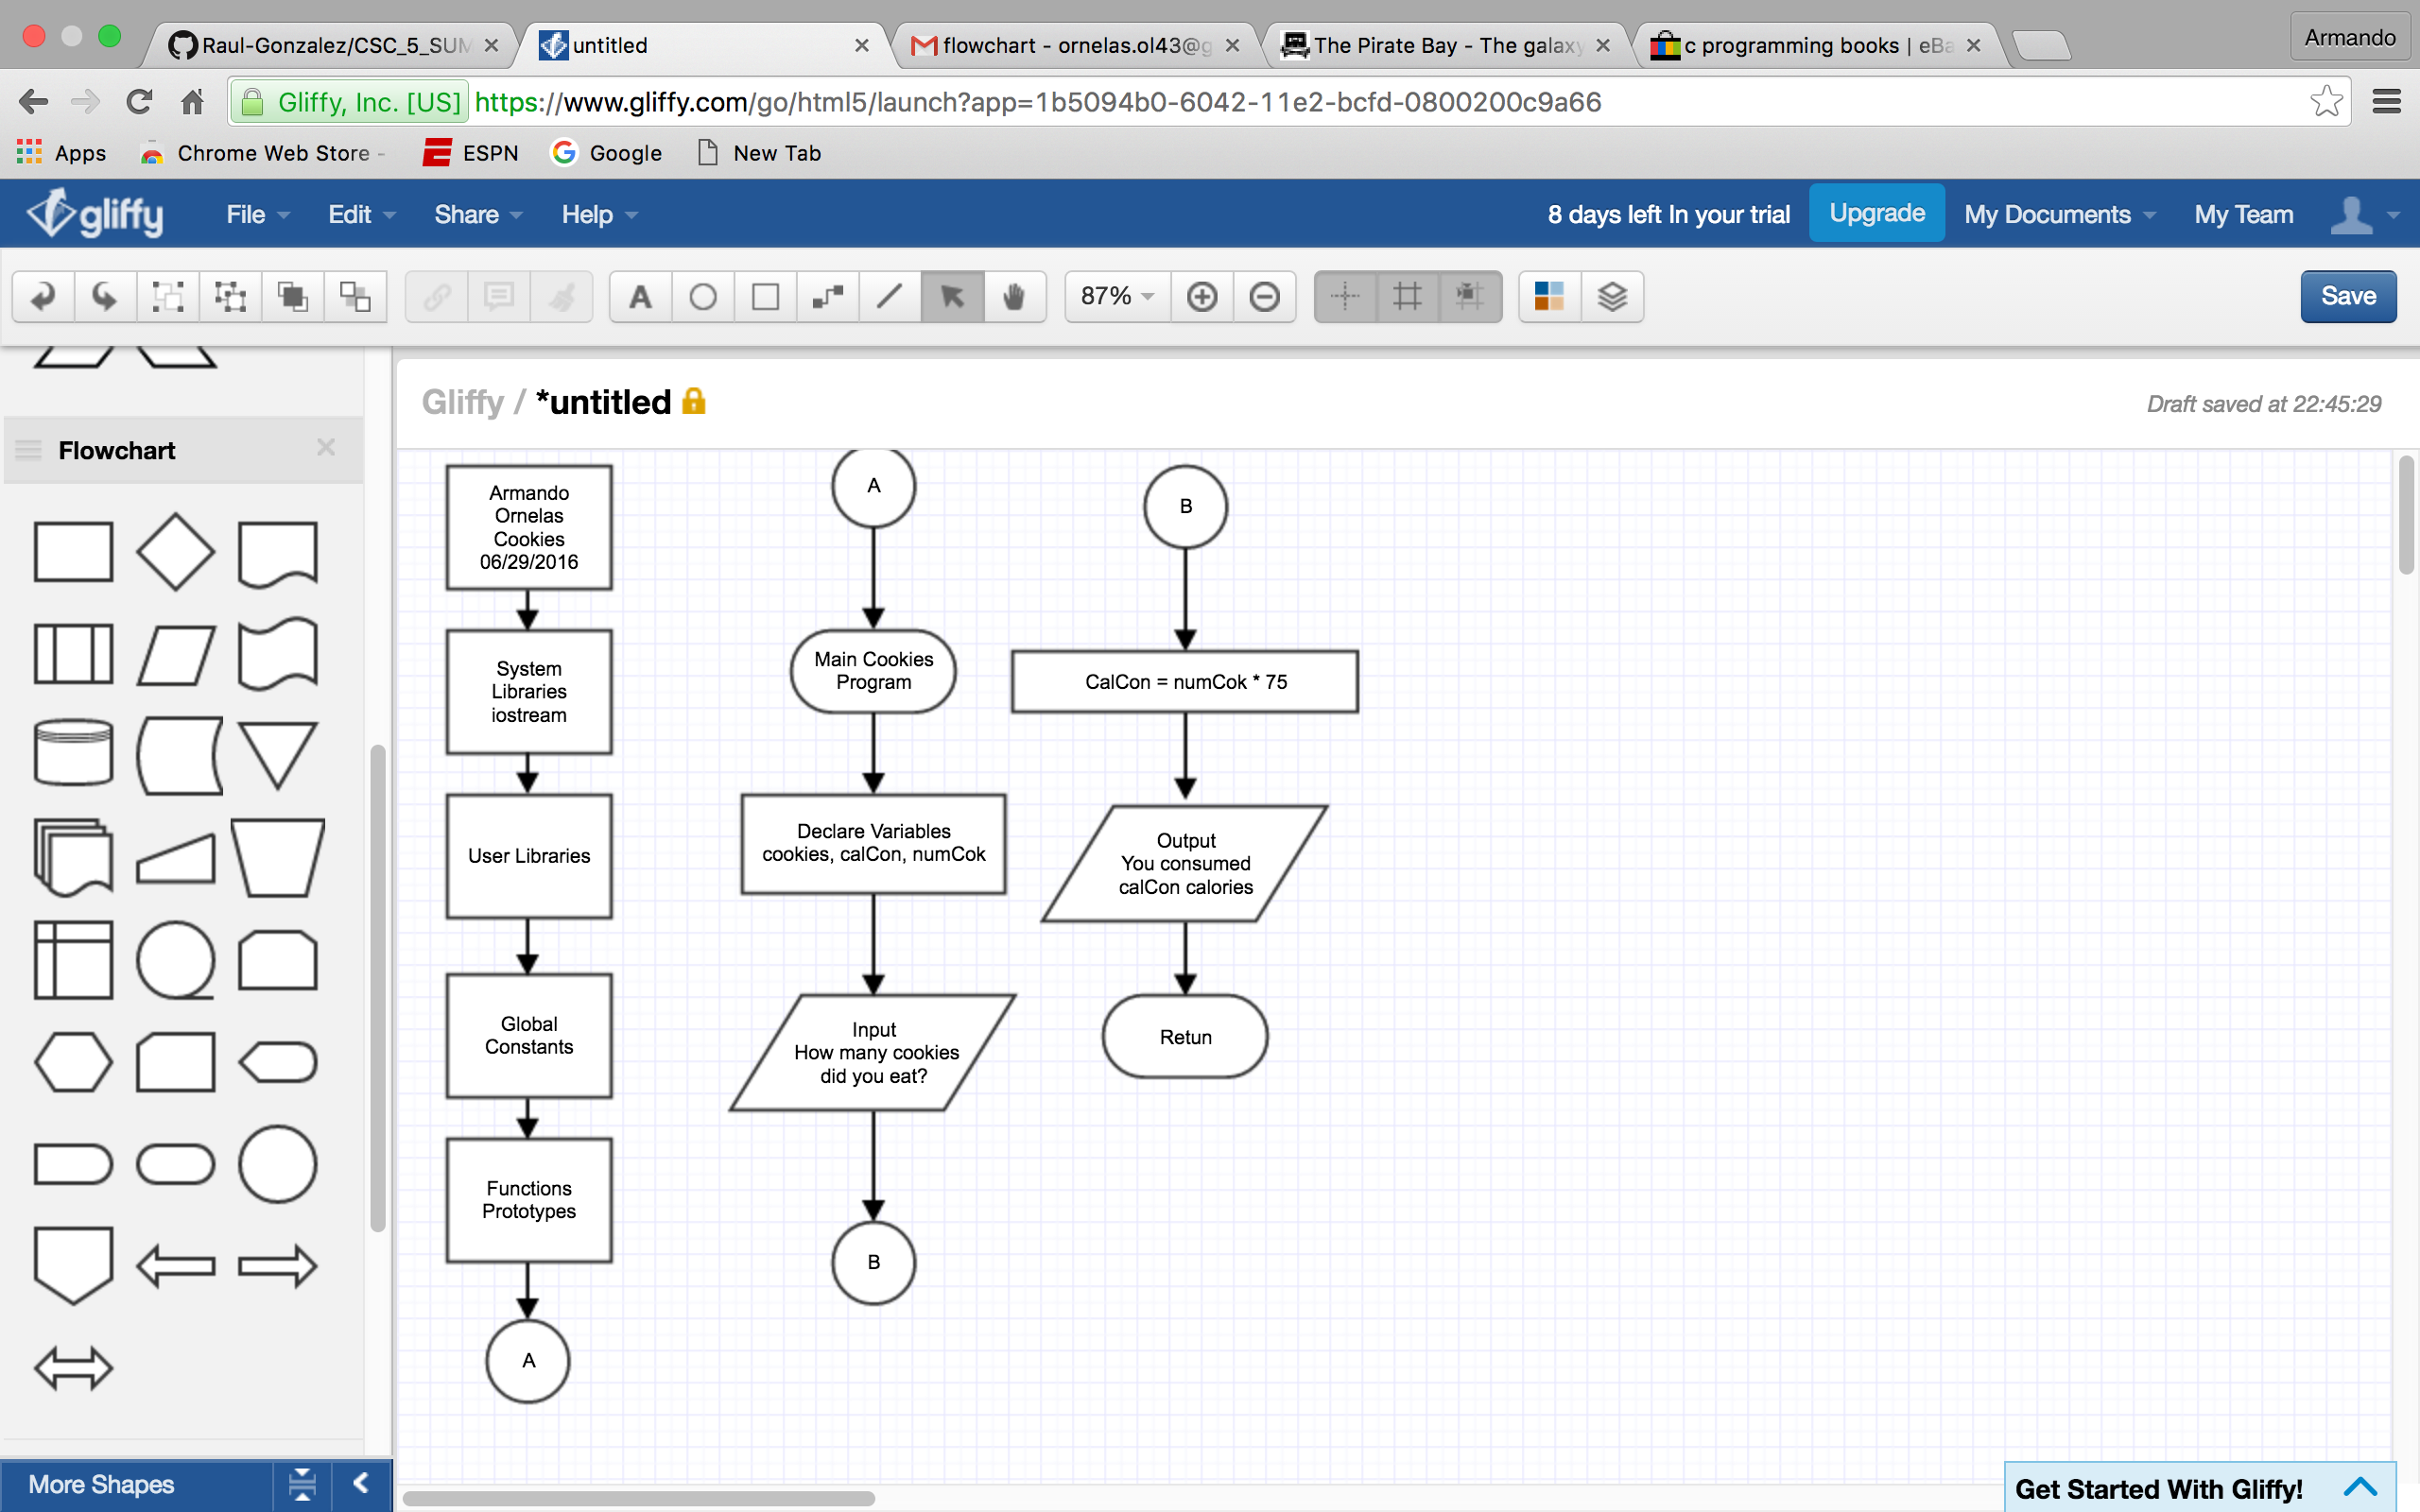 Raul-Gonzalez/CSC_5_SUM
untitled
flowchart - ornelas.ol43@g
The Pirate Bay - The galaxy
c programming books | eBa
Armando
Gliffy, Inc. [US]
https://www.gliffy.com/go/html5/launch?app=1b5094b0-6042-11e2-bcfd-0800200c9a66
Apps
Chrome Web Store -
ESPN
Google
New Tab
gliffy
File
Edit
Share
Help
8 days left In your trial
Upgrade
My Documents
My Team
A
87%
Save
Gliffy / *untitled
Draft saved at 22:45:29
Flowchart
Armando
Ornelas
Cookies
06/29/2016
System
Libraries
iostream
User Libraries
Global
Constants
Functions
Prototypes
A
A
Main Cookies
Program
Declare Variables
cookies, calCon, numCok
Input
How many cookies
did you eat?
B
B
CalCon = numCok * 75
Output
You consumed
calCon calories
Retun
More Shapes
Get Started With Gliffy!